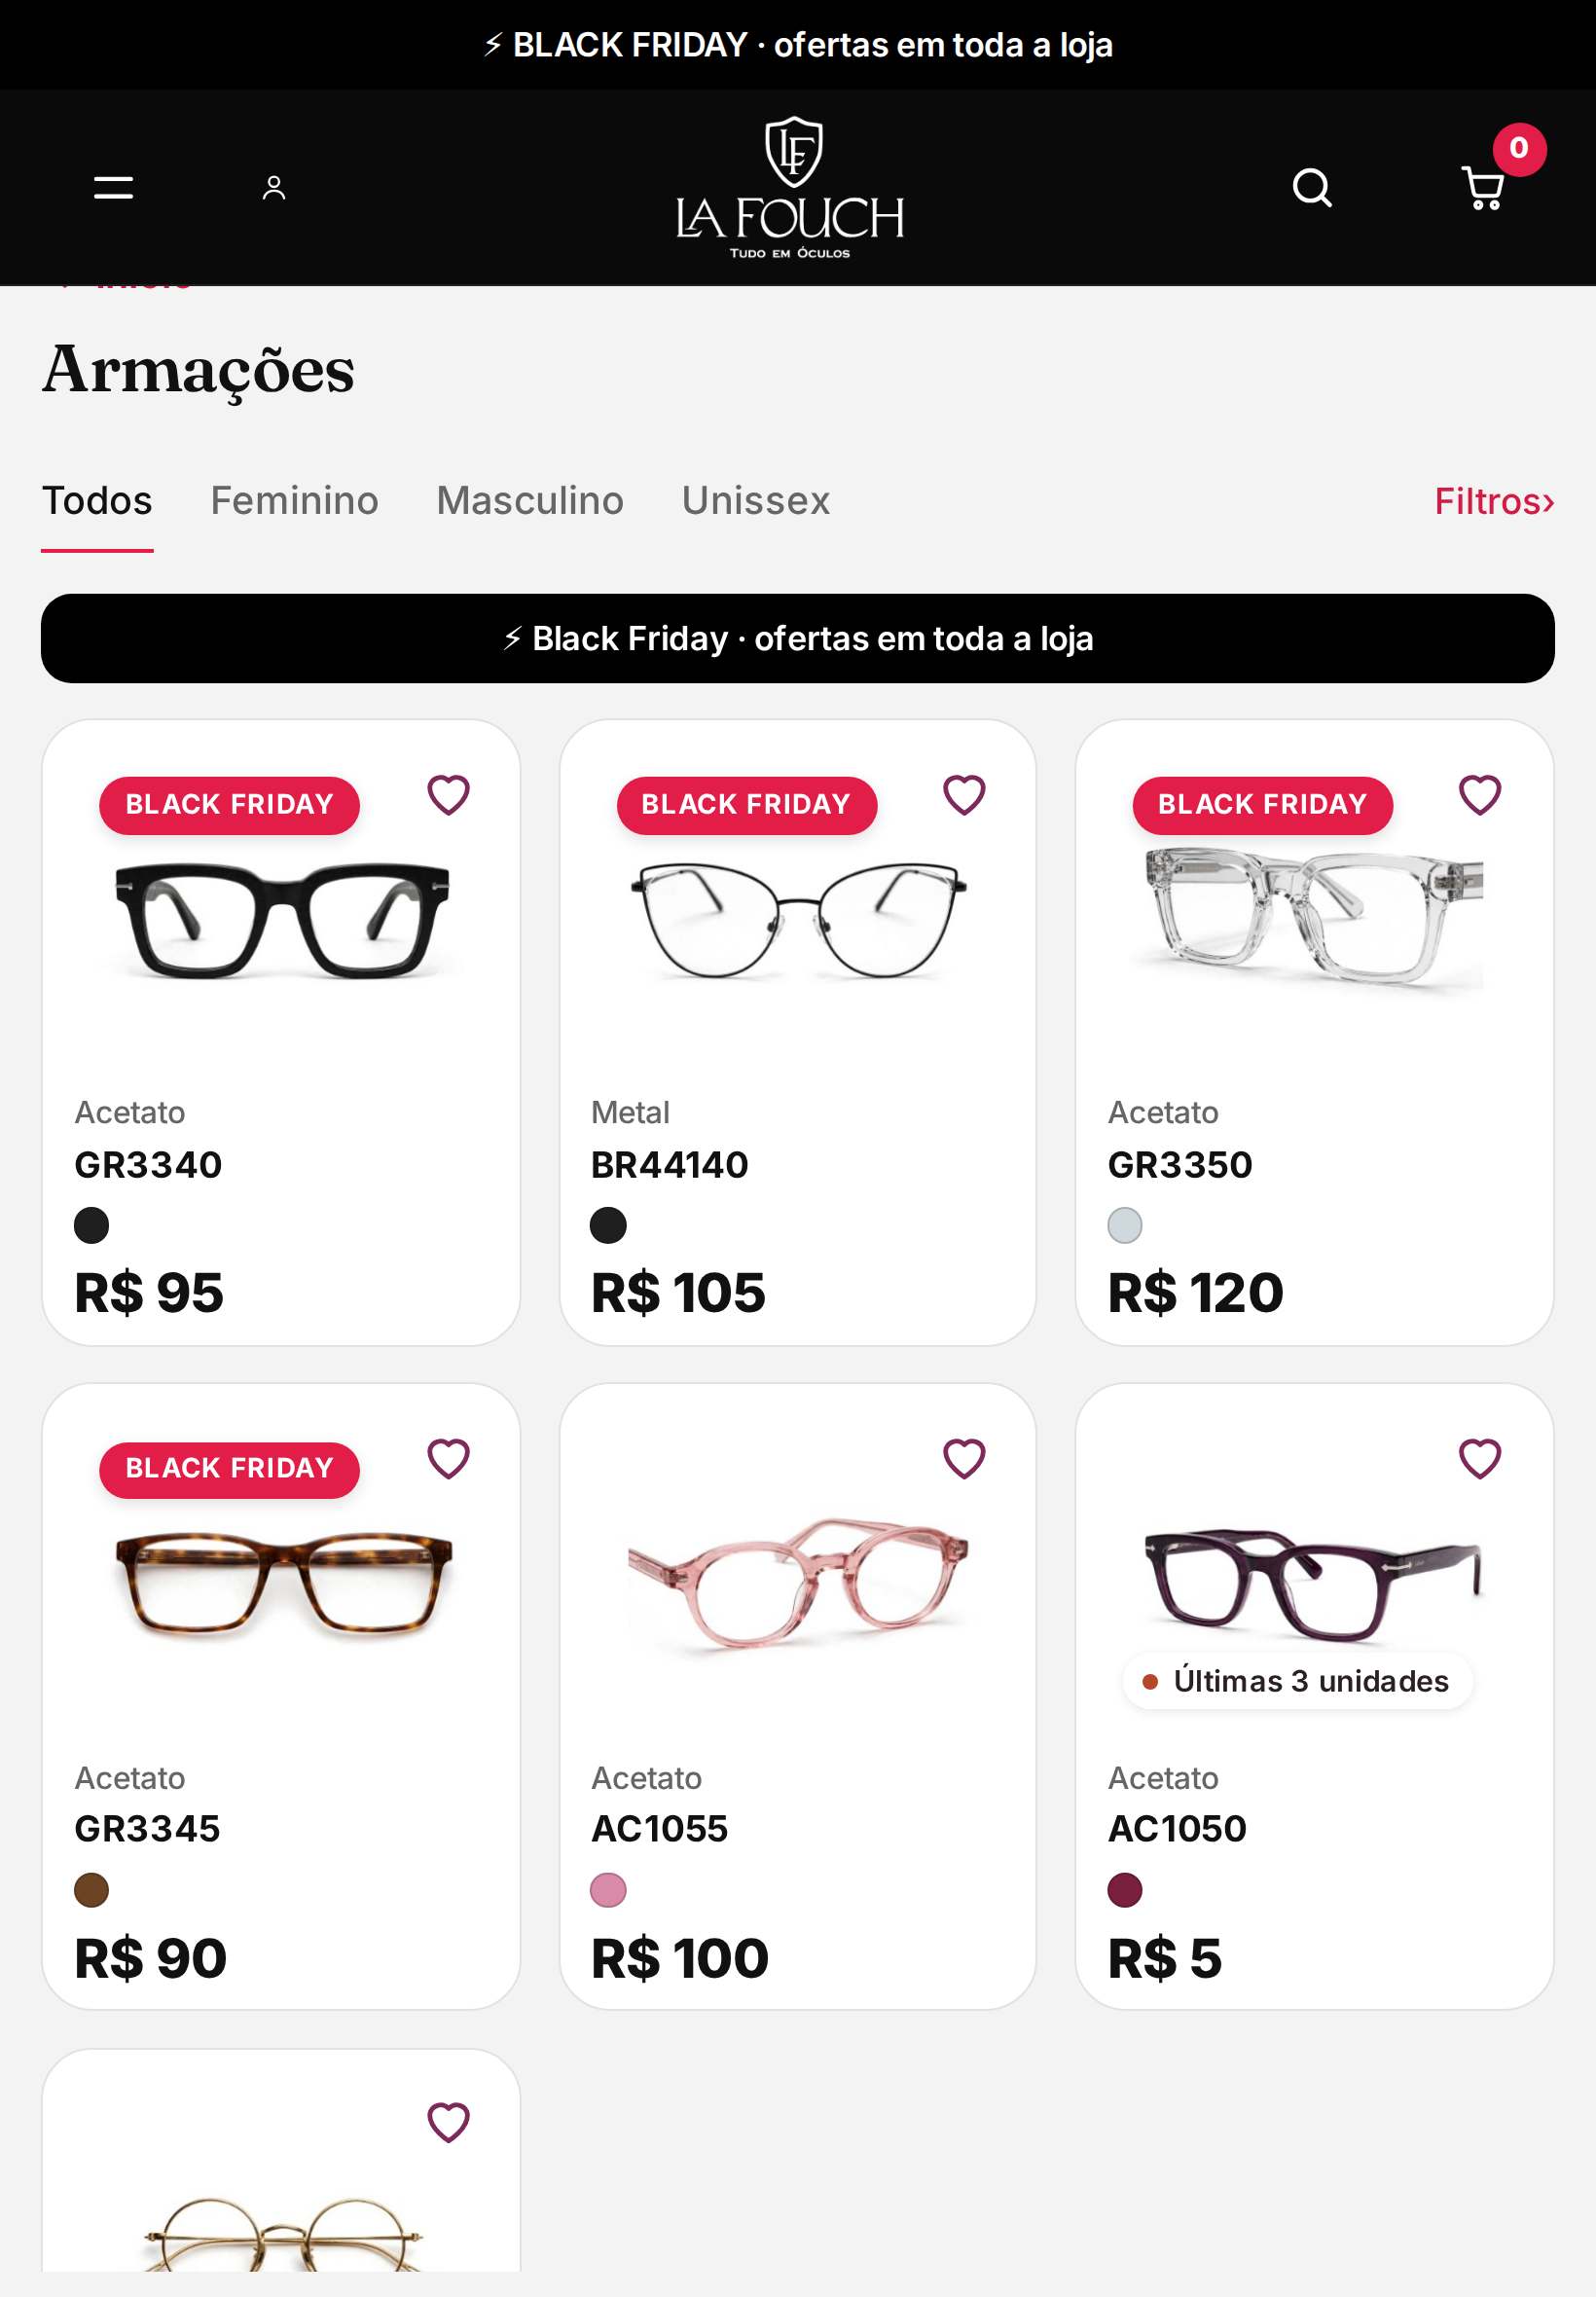 ⚡ BLACK FRIDAY · ofertas em toda a loja
0
LF
LA FOUCH
TUDO EM ÓCULOS
Armações
Todos Feminino Masculino Unissex Filtros›
⚡ Black Friday · ofertas em toda a loja
BLACK FRIDAY BLACK FRIDAY BLACK FRIDAY
Acetato Metal Acetato
GR3340 BR44140 GR3350
R$ 95 R$ 105 R$ 120
BLACK FRIDAY
Últimas 3 unidades
Acetato Acetato Acetato
GR3345 AC1055 AC1050
R$ 90 R$ 100 R$ 5